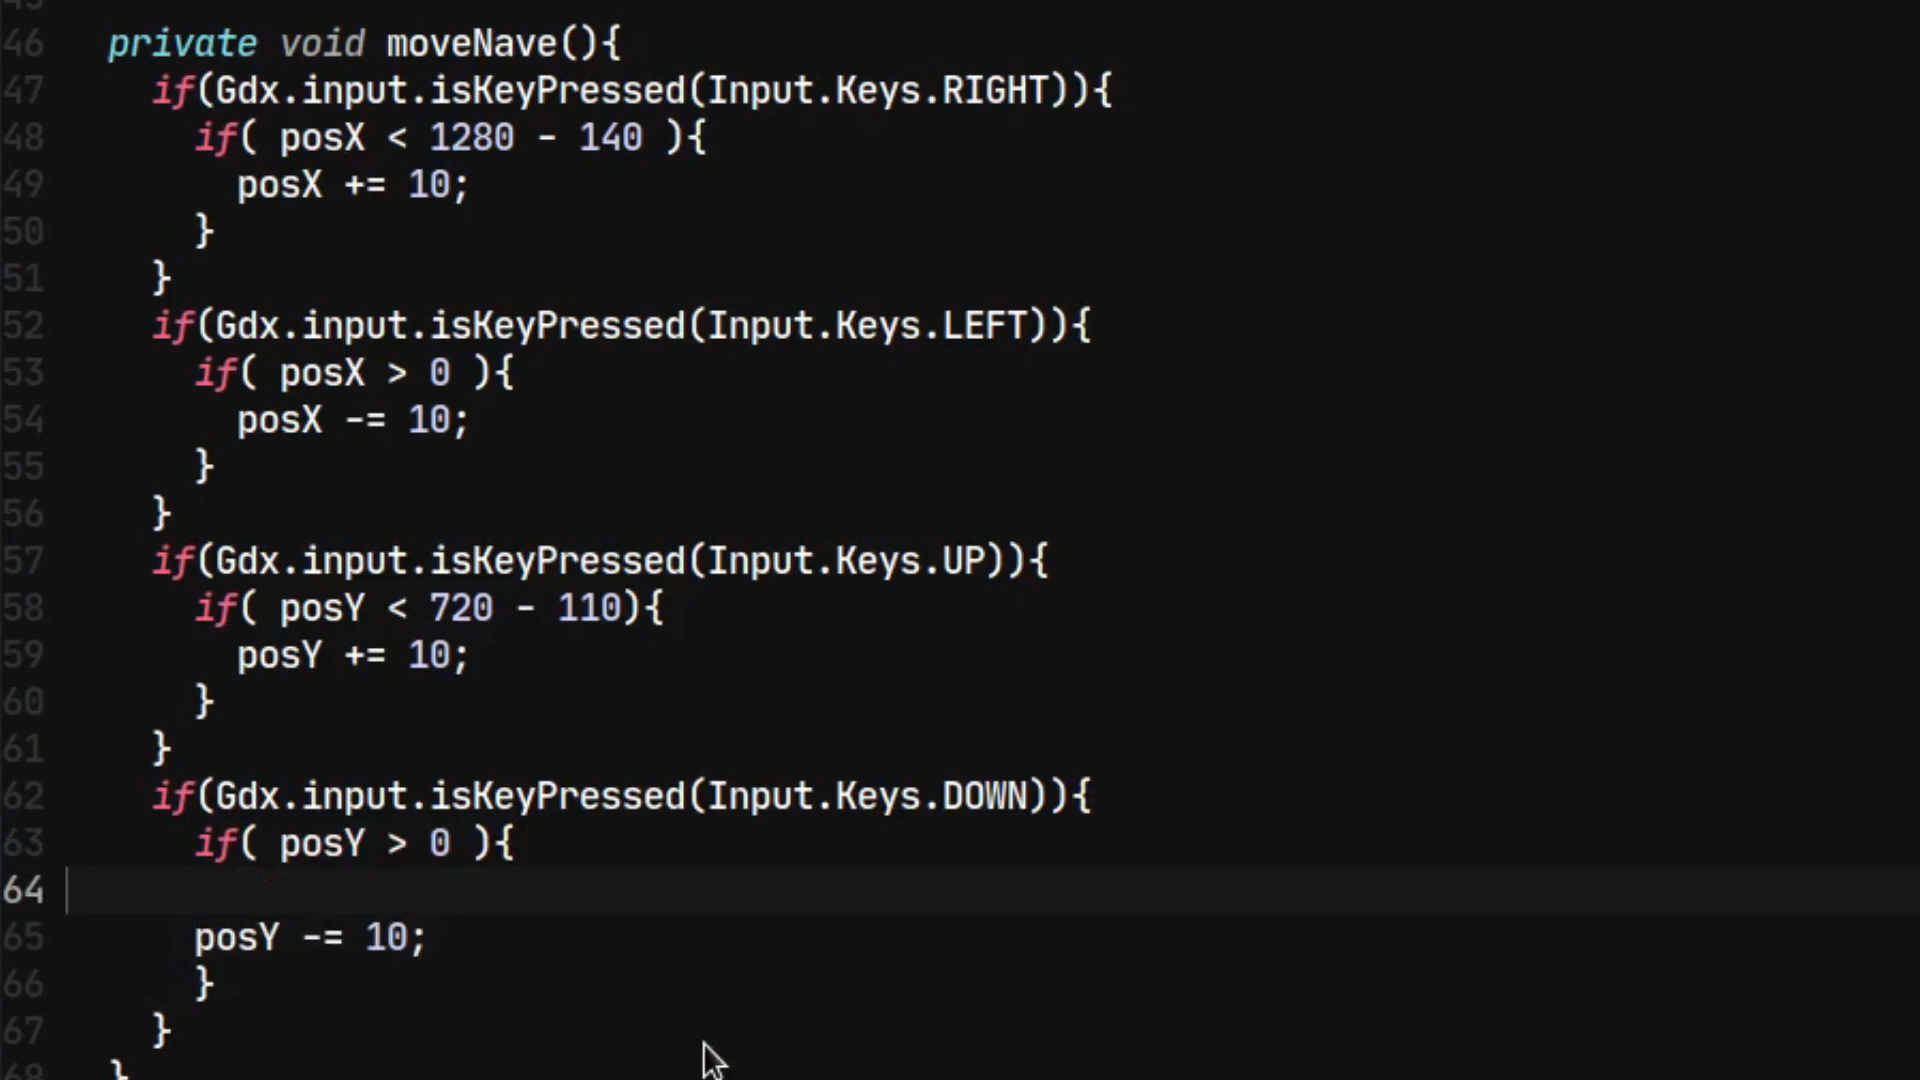 45
46 private void moveNave(){
47 if(Gdx.input.isKeyPressed(Input.Keys.RIGHT)){
48 if( posX < 1280 - 140 ){
49 posX += 10;
50 }
51 }
52 if(Gdx.input.isKeyPressed(Input.Keys.LEFT)){
53 if( posX > 0 ){
54 posX -= 10;
55 }
56 }
57 if(Gdx.input.isKeyPressed(Input.Keys.UP)){
58 if( posY < 720 - 110){
59 posY += 10;
60 }
61 }
62 if(Gdx.input.isKeyPressed(Input.Keys.DOWN)){
63 if( posY > 0 ){
64
65 posY -= 10;
66 }
67 }
68 }